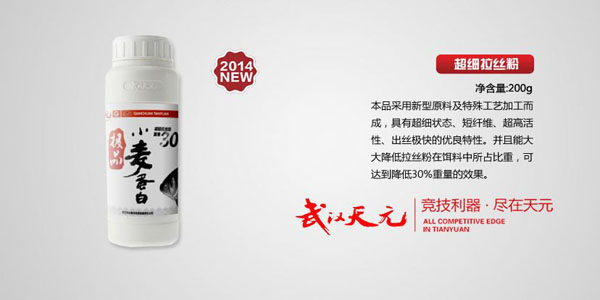 2014
NEW
超细拉丝粉
净含量:200g
本品采用新型原料及特殊工艺加工而
成，具有超细状态、短纤维、超高活
性、出丝极快的优良特性。并且能大
大降低拉丝粉在饵料中所占比重，可
达到降低30%重量的效果。
极品
小麦蛋白
30
武汉天元
竞技利器·尽在天元
ALL COMPETITIVE EDGE
IN TIANYUAN